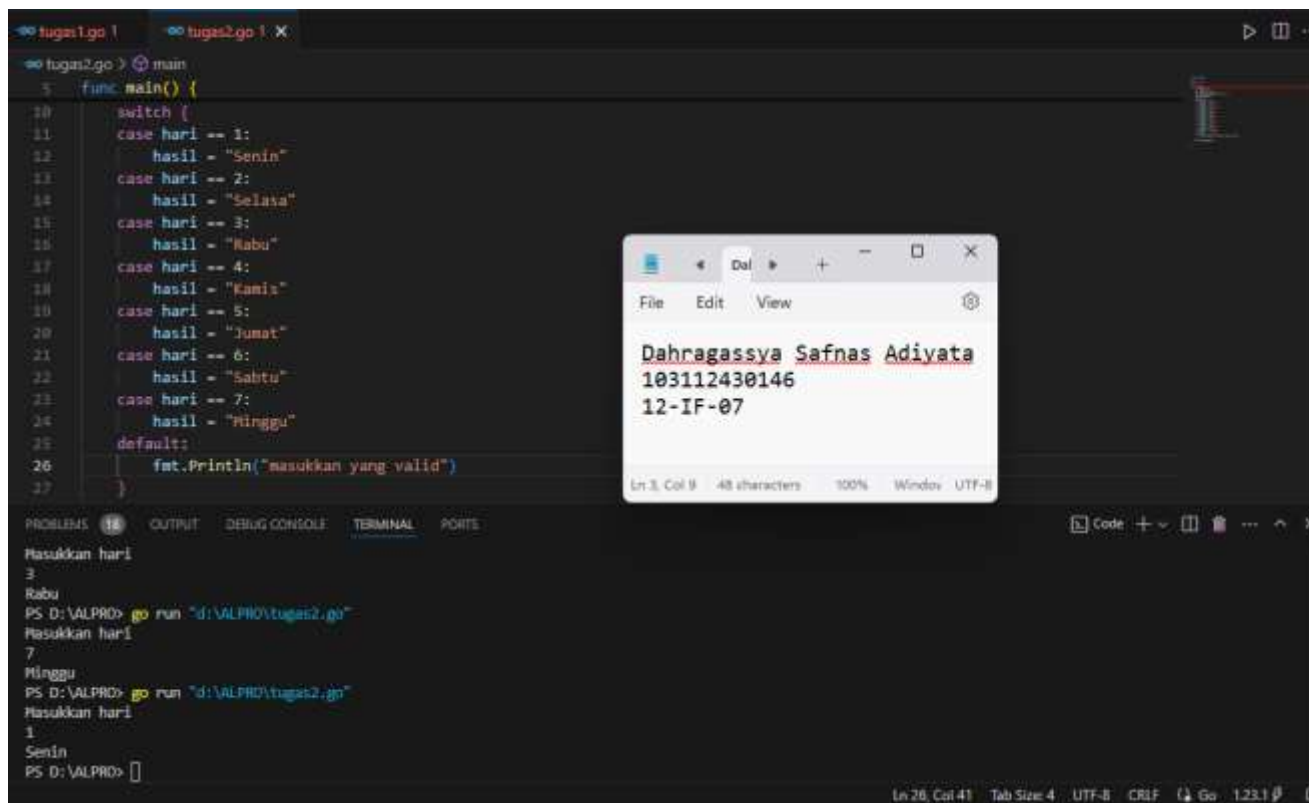 tugas1.go 1 tugas2.go 1 X
tugas2.go > main
5 func main() {
10 switch {
11 case hari == 1:
12 hasil = "Senin"
13 case hari == 2:
14 hasil = "Selasa"
15 case hari == 3:
16 hasil = "Rabu"
17 case hari == 4:
18 hasil = "Kamis"
19 case hari == 5:
20 hasil = "Jumat"
21 case hari == 6:
22 hasil = "Sabtu"
23 case hari == 7:
24 hasil = "Minggu"
25 default:
26 fmt.Println("masukkan yang valid")
27 }
Dal
File Edit View
Dahragassya Safnas Adiyata
103112430146
12-IF-07
Ln 3, Col 9 48 characters 100% Window UTF-8
PROBLEMS 18 OUTPUT DEBUG CONSOLE TERMINAL PORTS
Code
Masukkan hari
3
Rabu
PS D:\ALPRO> go run "d:\ALPRO\tugas2.go"
Masukkan hari
7
Minggu
PS D:\ALPRO> go run "d:\ALPRO\tugas2.go"
Masukkan hari
1
Senin
PS D:\ALPRO>
Ln 26, Col 41 Tab Size: 4 UTF-8 CRLF Go 1.23.1